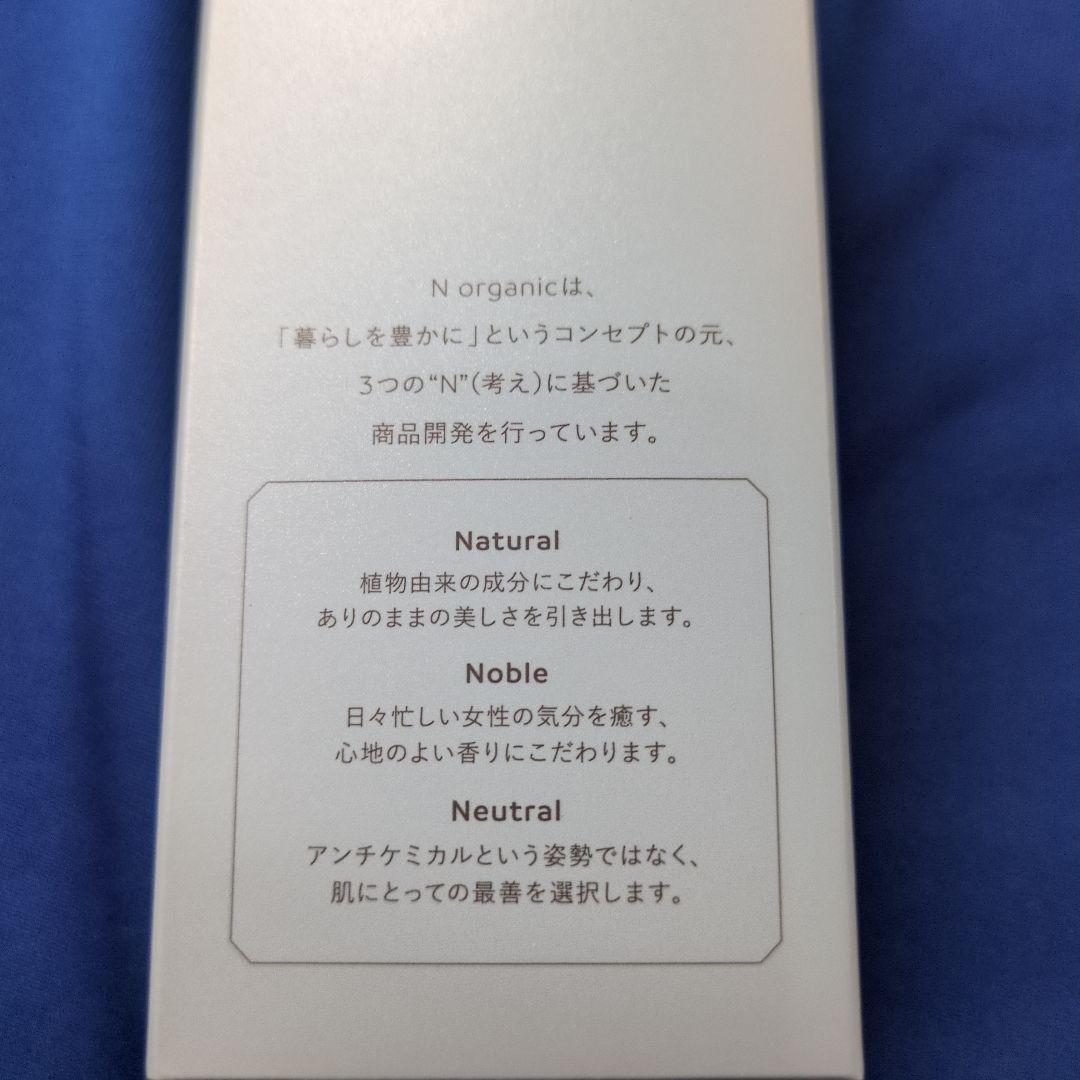 N organicは、
「暮らしを豊かに」というコンセプトの元、
3つの“N”(考え)に基づいた
商品開発を行っています。
Natural
植物由来の成分にこだわり、
ありのままの美しさを引き出します。
Noble
日々忙しい女性の気分を癒す、
心地のよい香りにこだわります。
Neutral
アンチケミカルという姿勢ではなく、
肌にとっての最善を選択します。